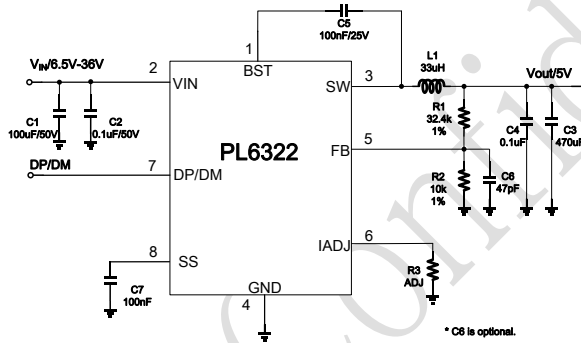 C5
100nF/25V
VIN/6.5V-36V
1
BST
2
VIN
SW
3
L1
33uH
Vout/5V
C1
100uF/50V
C2
0.1uF/50V
R1
32.4k
1%
C4
0.1uF
C3
470uF
PL6322
FB
5
DP/DM
7
DP/DM
R2
10k
1%
C6
47pF
IADJ
6
8
SS
C7
100nF
GND
4
R3
ADJ
* C6 is optional.
Confid